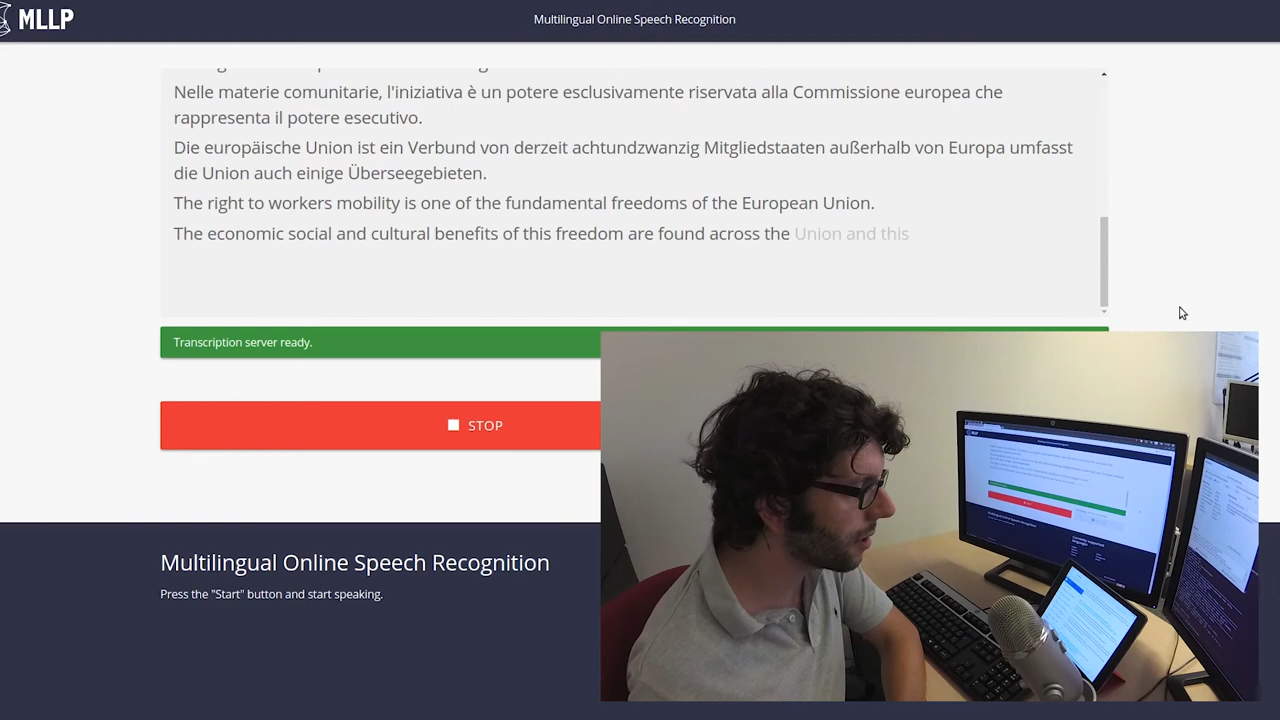 MLLP
Multilingual Online Speech Recognition
Nelle materie comunitarie, l'iniziativa è un potere esclusivamente riservata alla Commissione europea che
rappresenta il potere esecutivo.
Die europäische Union ist ein Verbund von derzeit achtundzwanzig Mitgliedstaaten außerhalb von Europa umfasst
die Union auch einige Überseegebieten.
The right to workers mobility is one of the fundamental freedoms of the European Union.
The economic social and cultural benefits of this freedom are found across the Union and this
Transcription server ready.
STOP
Multilingual Online Speech Recognition
Press the "Start" button and start speaking.